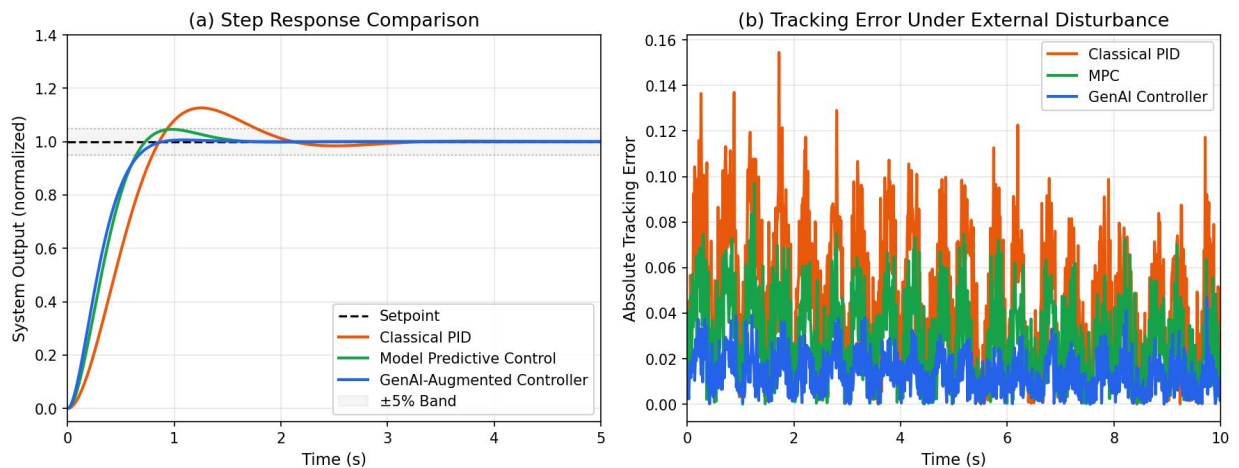 (a) Step Response Comparison
System Output (normalized)
1.4
1.2
1.0
0.8
0.6
0.4
0.2
0.0
0 1 2 3 4 5
Time (s)
Setpoint
Classical PID
Model Predictive Control
GenAI-Augmented Controller
±5% Band
(b) Tracking Error Under External Disturbance
Absolute Tracking Error
0.16
0.14
0.12
0.10
0.08
0.06
0.04
0.02
0.00
0 2 4 6 8 10
Time (s)
Classical PID
MPC
GenAI Controller